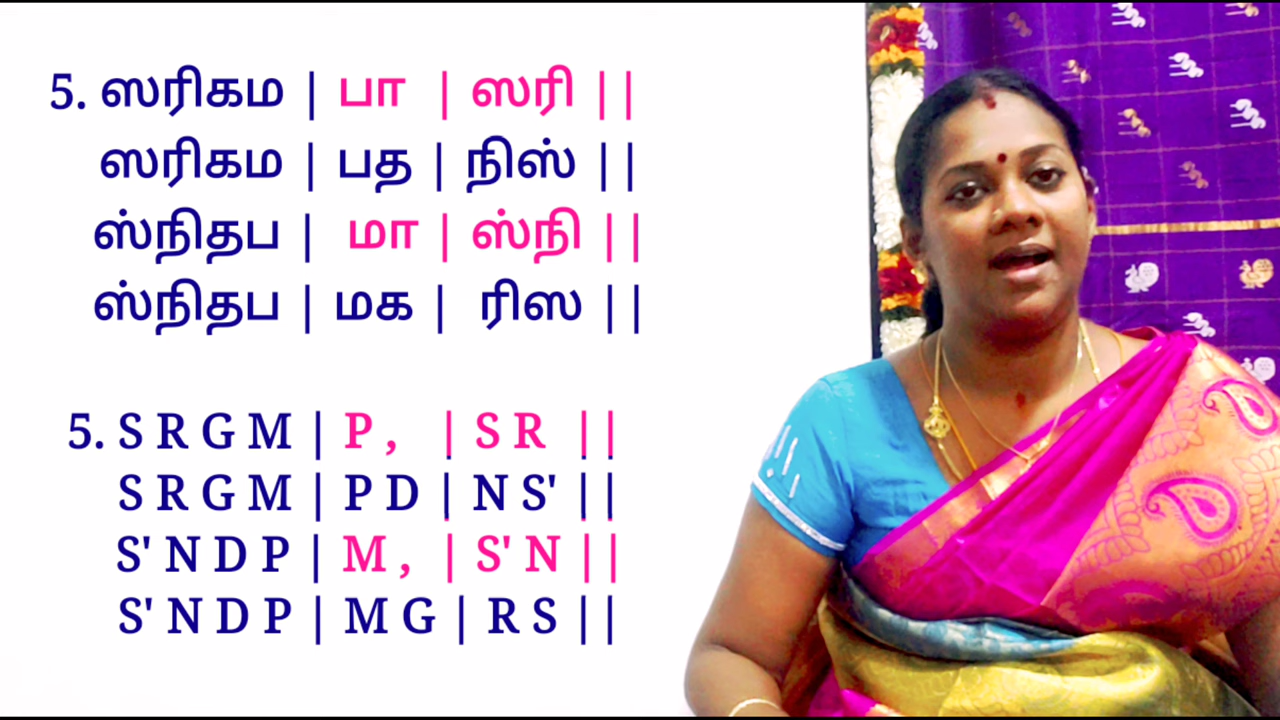 5. ஸரிகம | பா | ஸரி ||
ஸரிகம | பத | நிஸ் ||
ஸ்நிதப | மா | ஸ்நி ||
ஸ்நிதப | மக | ரிஸ ||
5. S R G M | P , | S R ||
S R G M | P D | N S' ||
S' N D P | M , | S' N ||
S' N D P | M G | R S ||